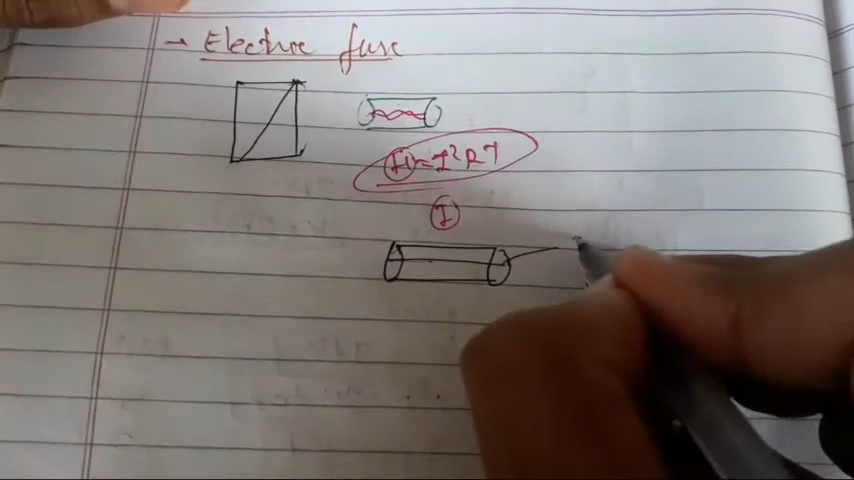 → Electric fuse
H = I²RT
I